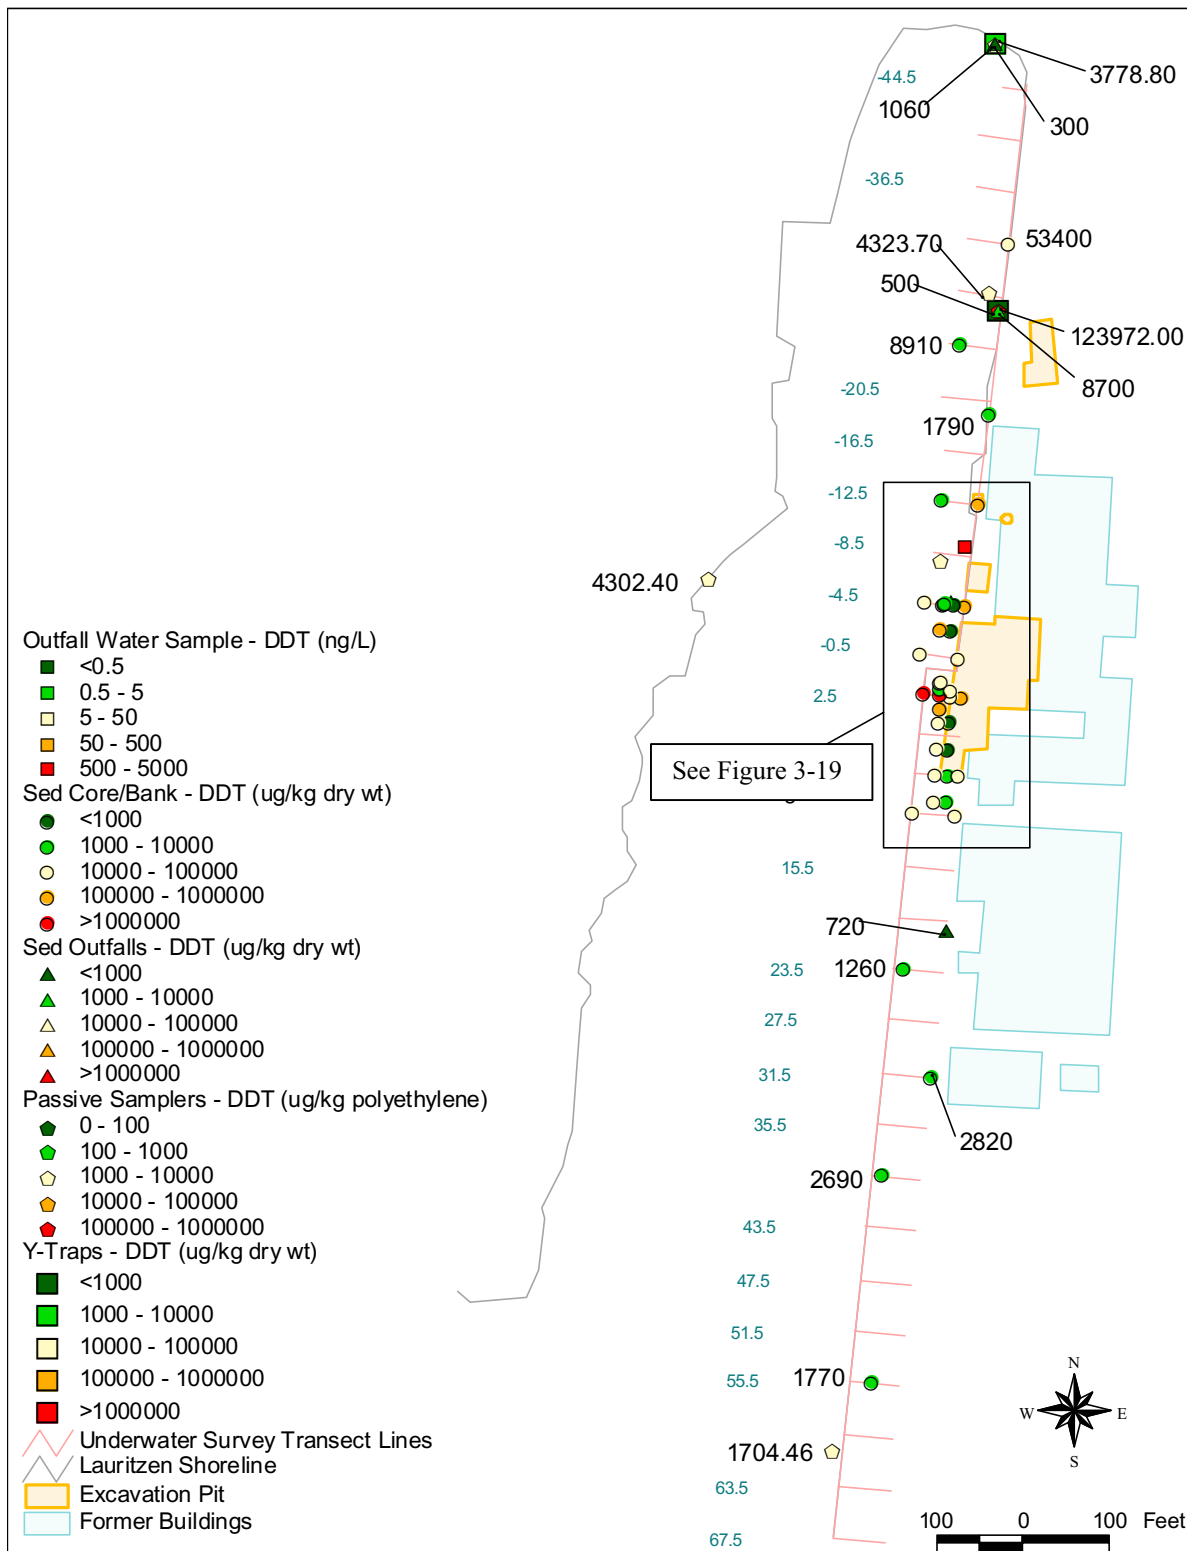 3778.80
-44.5
1060
300
-36.5
53400
4323.70
500
123972.00
8910
8700
-20.5
1790
-16.5
-12.5
-8.5
4302.40
-4.5
-0.5
2.5
See Figure 3-19
15.5
720
1260
23.5
27.5
31.5
35.5
2820
2690
43.5
47.5
51.5
55.5
1770
1704.46
63.5
67.5
Outfall Water Sample - DDT (ng/L)
<0.5
0.5 - 5
5 - 50
50 - 500
500 - 5000
Sed Core/Bank - DDT (ug/kg dry wt)
<1000
1000 - 10000
10000 - 100000
100000 - 1000000
>1000000
Sed Outfalls - DDT (ug/kg dry wt)
<1000
1000 - 10000
10000 - 100000
100000 - 1000000
>1000000
Passive Samplers - DDT (ug/kg polyethylene)
0 - 100
100 - 1000
1000 - 10000
10000 - 100000
100000 - 1000000
Y-Traps - DDT (ug/kg dry wt)
<1000
1000 - 10000
10000 - 100000
100000 - 1000000
>1000000
Underwater Survey Transect Lines
Lauritzen Shoreline
Excavation Pit
Former Buildings
N
W E
S
100 0 100 Feet